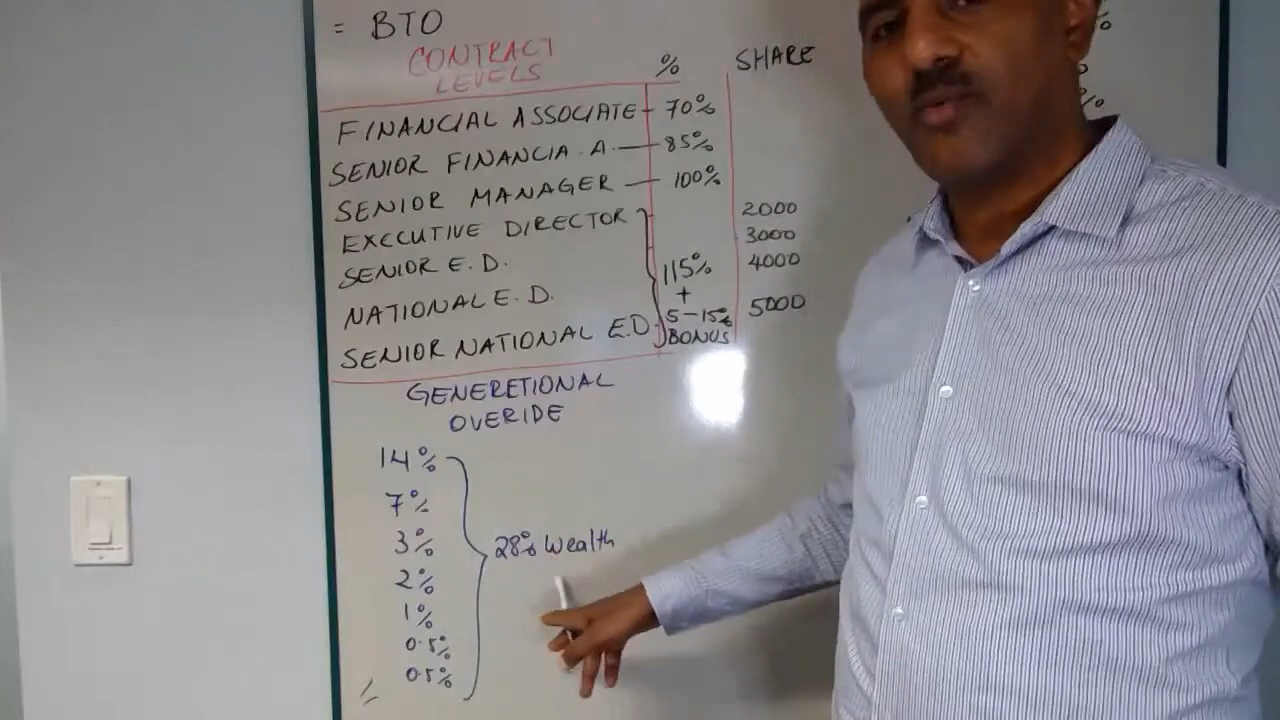 = BTO
CONTRACT
LEVELS
% SHARE
FINANCIAL ASSOCIATE - 70%
SENIOR FINANCIA. A. — 85%
SENIOR MANAGER — 100%
EXECUTIVE DIRECTOR 2000
SENIOR E.D. 3000
115% 4000
NATIONAL E.D. +
SENIOR NATIONAL E.D. 5-15% 5000
BONUS
GENERETIONAL
OVERIDE
14%
7%
3%
28% Wealth
2%
1%
0.5%
0.5%
%
%